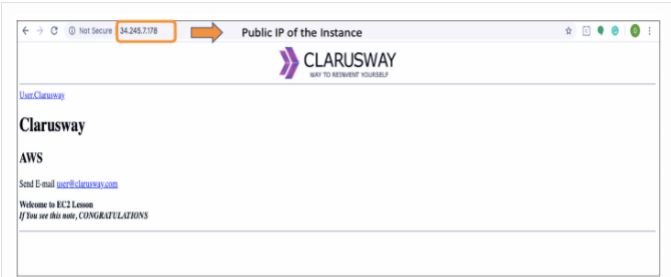 Not Secure 34.245.7.178 Public IP of the Instance
CLARUSWAY
WAY TO REINVENT YOURSELF
User.Clarusway
Clarusway
AWS
Send E-mail user@clarusway.com
Welcome to EC2 Lesson
If You see this note, CONGRATULATIONS